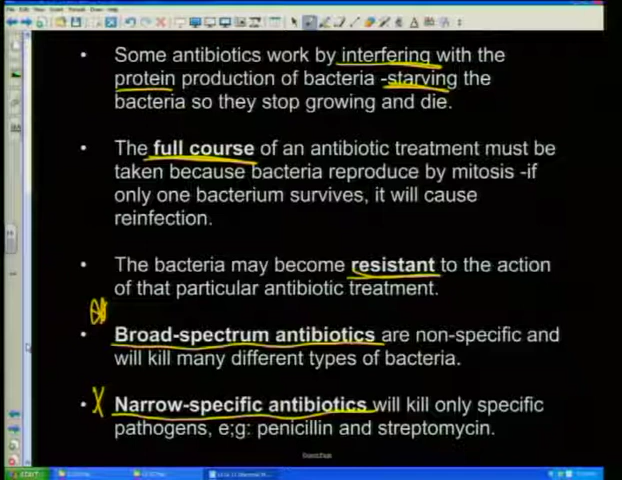 • Some antibiotics work by interfering with the
protein production of bacteria -starving the
bacteria so they stop growing and die.
• The full course of an antibiotic treatment must be
taken because bacteria reproduce by mitosis -if
only one bacterium survives, it will cause
reinfection.
• The bacteria may become resistant to the action
of that particular antibiotic treatment.
• Broad-spectrum antibiotics are non-specific and
will kill many different types of bacteria.
• X Narrow-specific antibiotics will kill only specific
pathogens, e;g: penicillin and streptomycin.
START